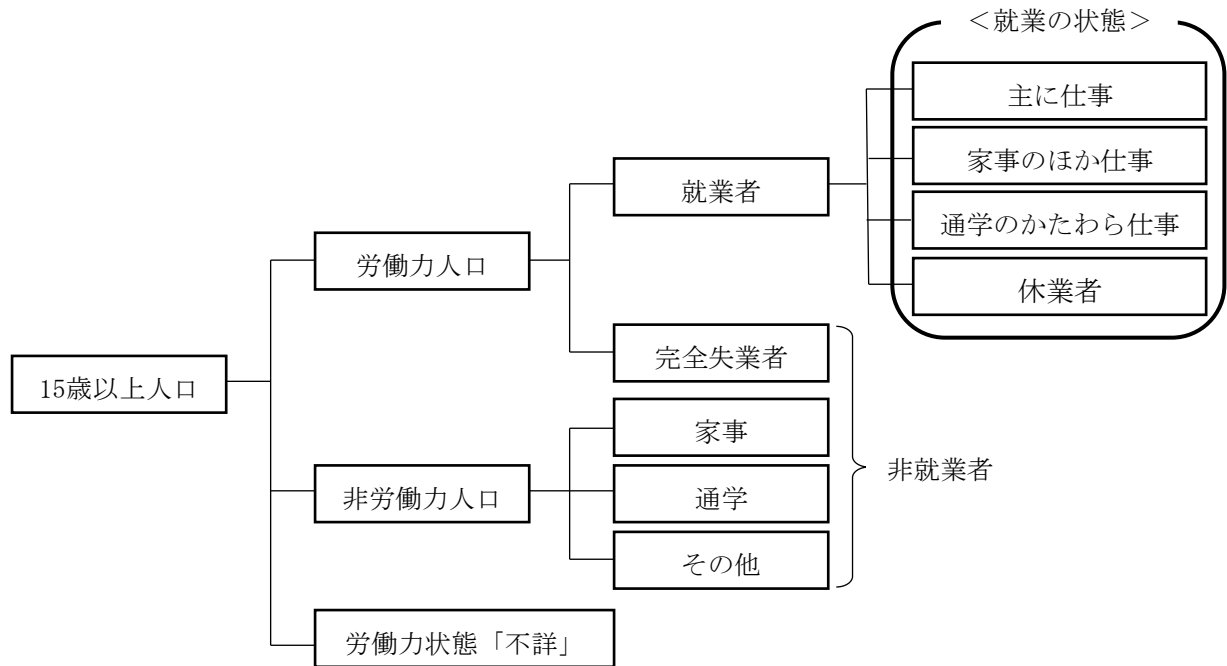 ＜就業の状態＞
主に仕事
家事のほか仕事
就業者
通学のかたわら仕事
労働力人口
休業者
完全失業者
15歳以上人口
家事
非就業者
非労働力人口
通学
その他
労働力状態「不詳」